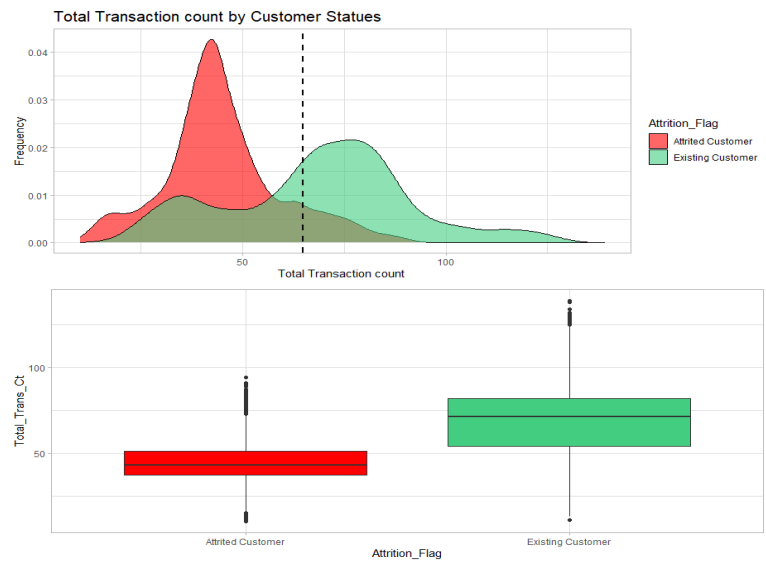 Total Transaction count by Customer Statues
0.04
0.03
0.02
0.01
0.00
Frequency
50
100
Total Transaction count
Attrition_Flag
Attrited Customer
Existing Customer
100
50
Total_Trans_Ct
Attrited Customer
Existing Customer
Attrition_Flag